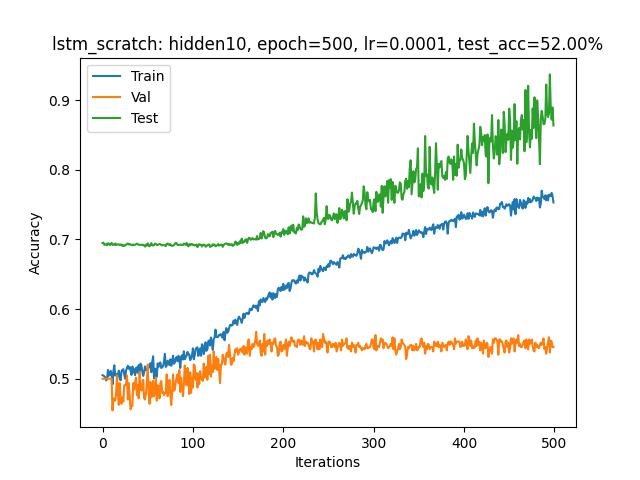 lstm_scratch: hidden10, epoch=500, lr=0.0001, test_acc=52.00%
Train
Val
Test
Accuracy
0.9
0.8
0.7
0.6
0.5
0 100 200 300 400 500
Iterations